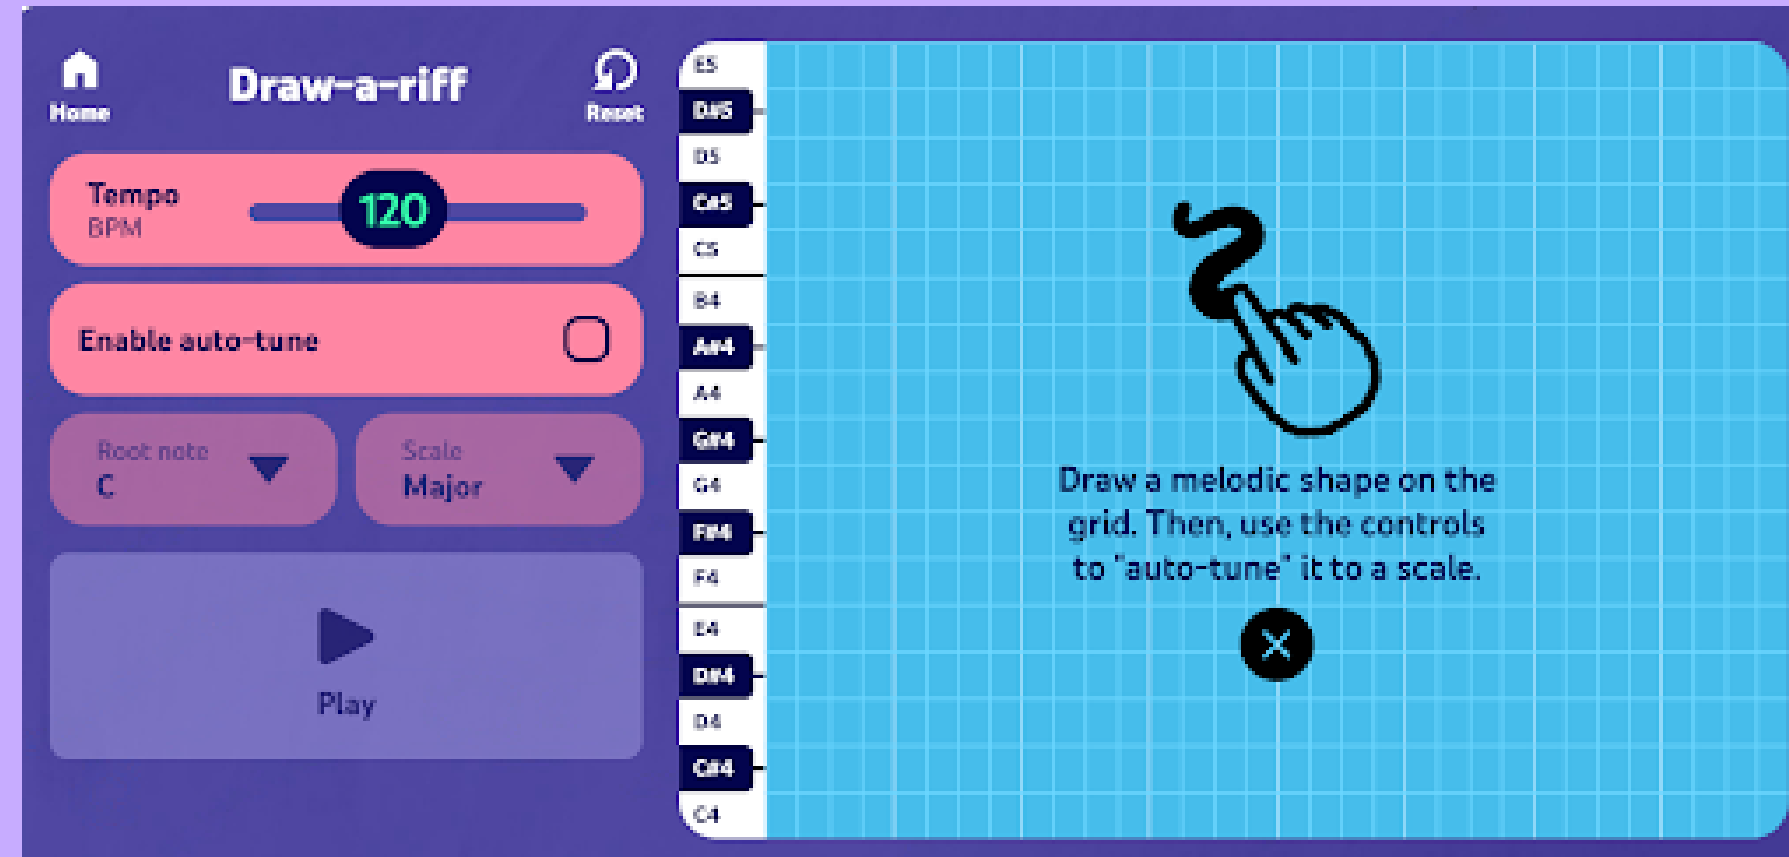 Home
Draw-a-riff
Reset
Tempo
BPM
120
Enable auto-tune
Root note
C
Scale
Major
Play
E5
D#5
D5
C#5
C5
B4
A#4
A4
G#4
G4
F#4
F4
E4
D#4
D4
C#4
C4
Draw a melodic shape on the
grid. Then, use the controls
to "auto-tune" it to a scale.